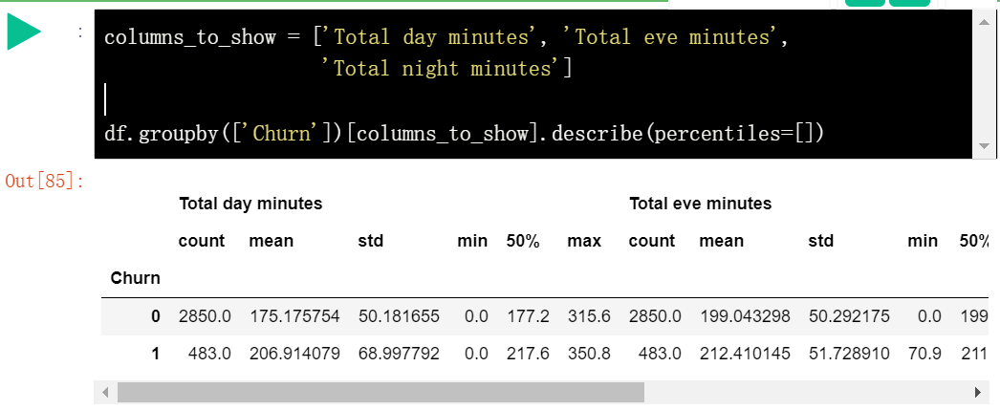 :
columns_to_show = ['Total day minutes', 'Total eve minutes',
'Total night minutes']
df.groupby(['Churn'])[columns_to_show].describe(percentiles=[])
Out[85]:
Total day minutes Total eve minutes
count mean std min 50% max count mean std min 50%
Churn
0 2850.0 175.175754 50.181655 0.0 177.2 315.6 2850.0 199.043298 50.292175 0.0 199
1 483.0 206.914079 68.997792 0.0 217.6 350.8 483.0 212.410145 51.728910 70.9 211